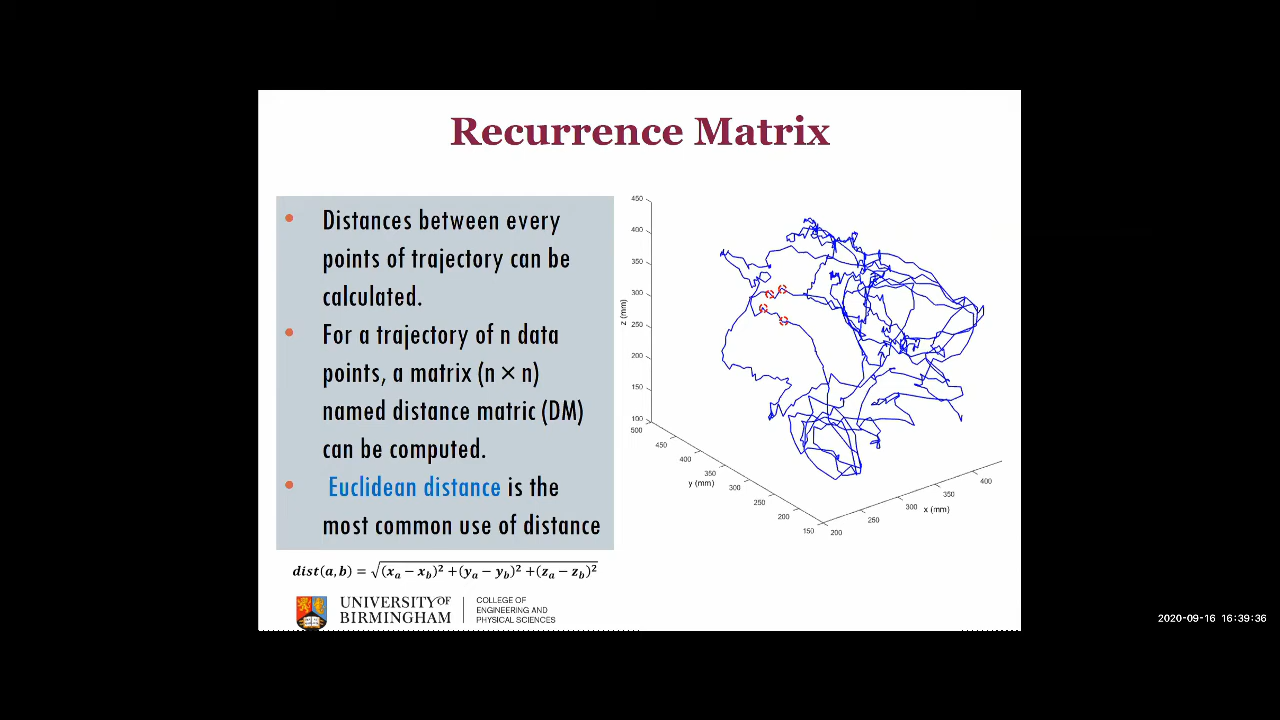 Recurrence Matrix
• Distances between every
points of trajectory can be
calculated.
• For a trajectory of n data
points, a matrix (n × n)
named distance matric (DM)
can be computed.
• Euclidean distance is the
most common use of distance
dist(a, b) = √(xₐ − x_b)² +(yₐ − y_b)² +(zₐ − z_b)²
UNIVERSITY OF
BIRMINGHAM
COLLEGE OF
ENGINEERING AND
PHYSICAL SCIENCES
450
400
350
300
250
200
150
100
z (mm)
500
450
400
350
300
250
200
150
y (mm)
200
250
300
350
400
x (mm)
2020-09-16 16:39:36